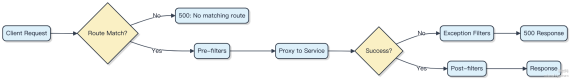 Client Request
Route Match?
No
500: No matching route
Yes
Pre-filters
Proxy to Service
Success?
No
Exception Filters
500 Response
Yes
Post-filters
Response